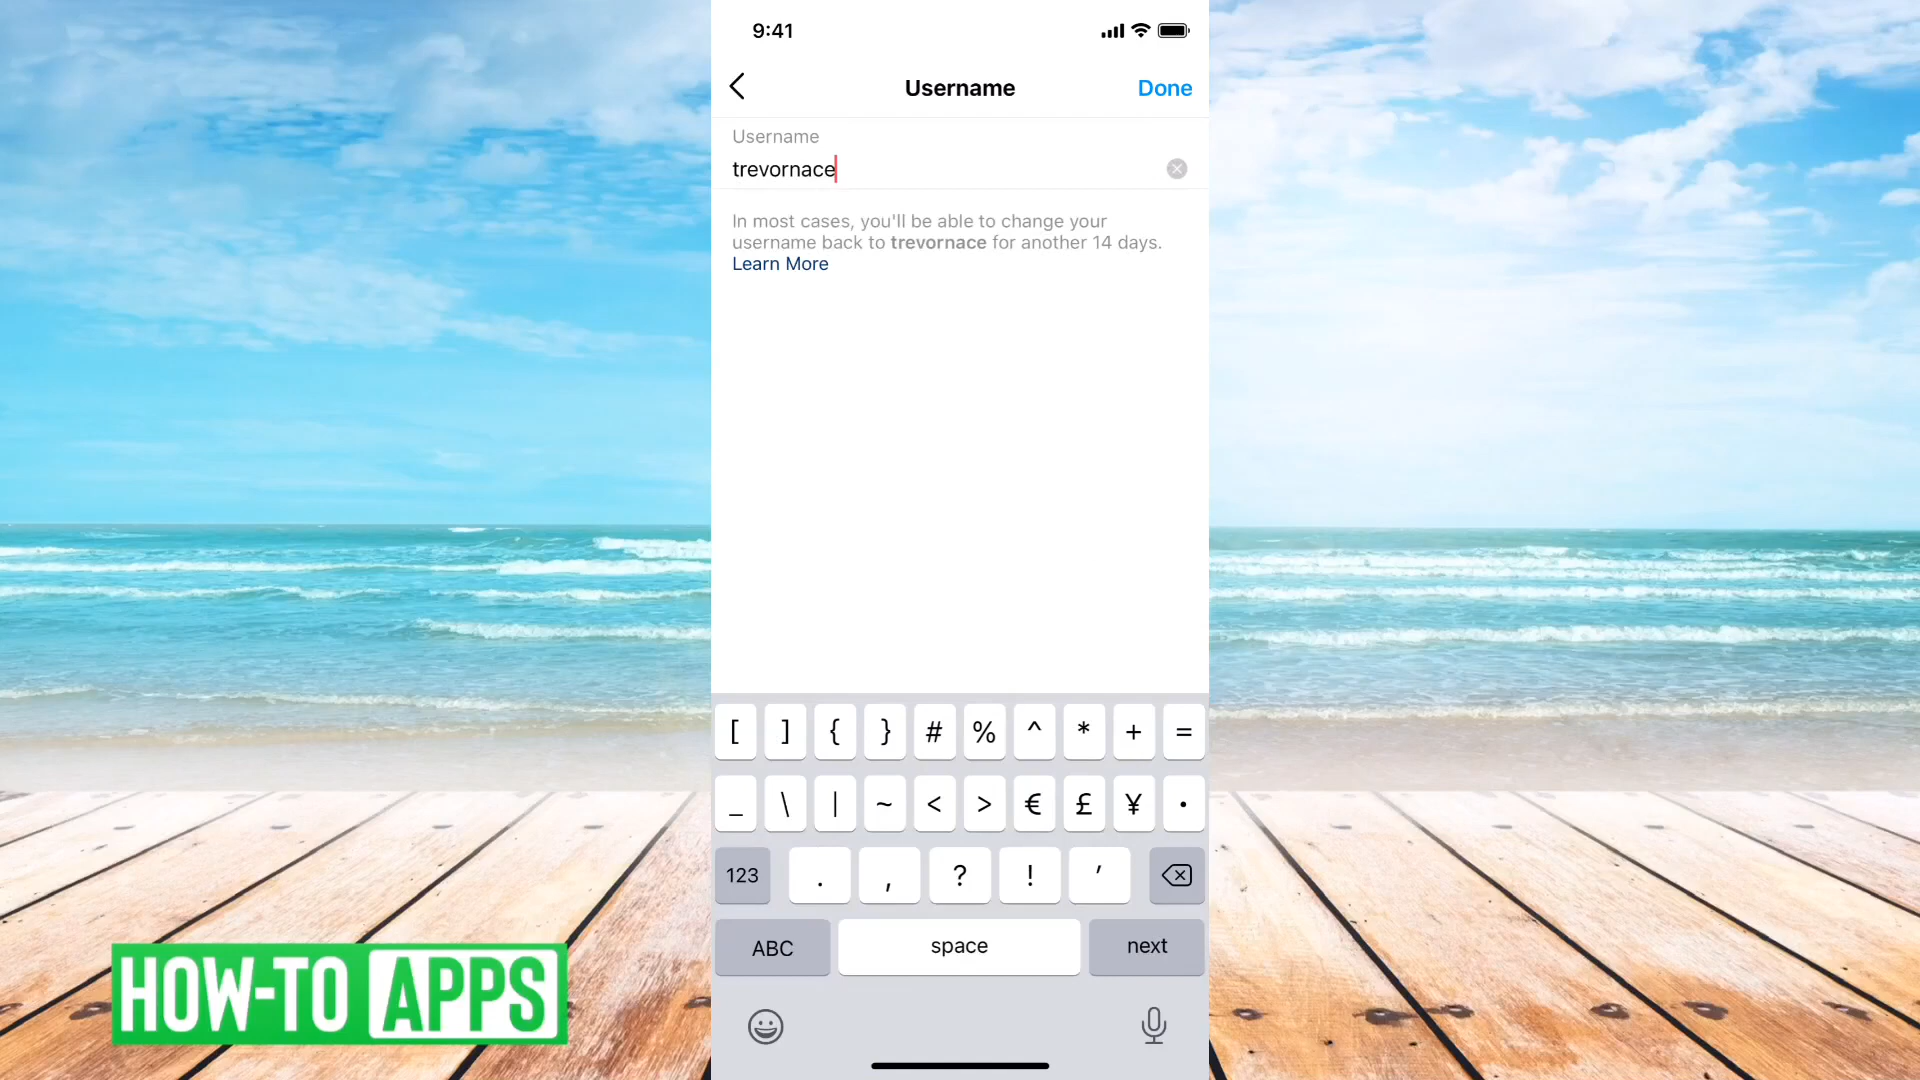 9:41
Username
Done
Username
trevornace
In most cases, you'll be able to change your
username back to trevornace for another 14 days.
Learn More
[ ] { } # % ^ * + =
_ \ | ~ < > € £ ¥ •
123 . , ? ! ’
ABC space next
HOW-TO APPS